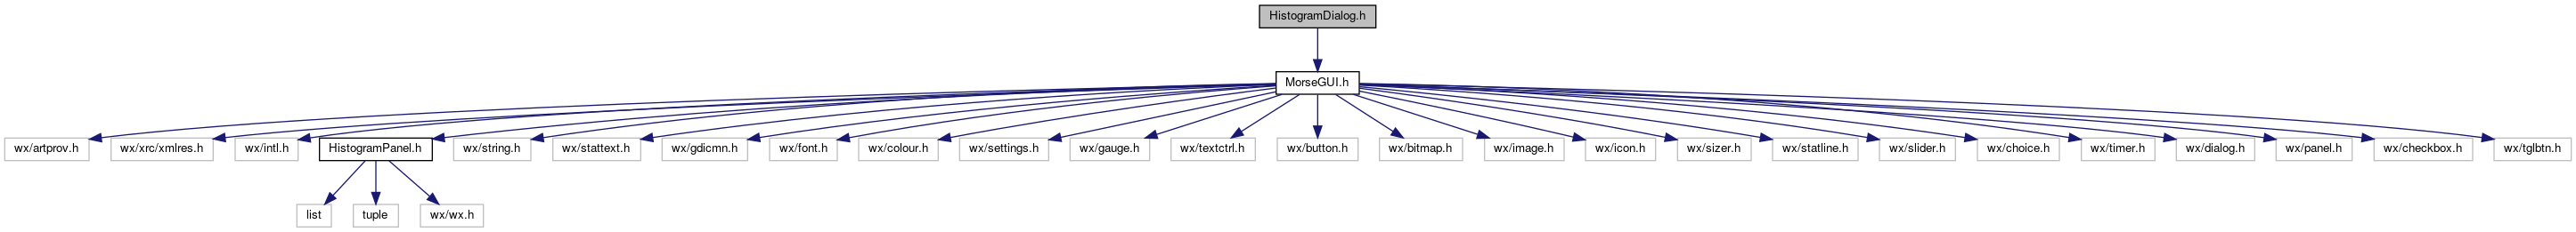 HistogramDialog.h
MorseGUI.h
wx/artprov.h
wx/xrc/xmlres.h
wx/intl.h
HistogramPanel.h
wx/string.h
wx/stattext.h
wx/gdicmn.h
wx/font.h
wx/colour.h
wx/settings.h
wx/gauge.h
wx/textctrl.h
wx/button.h
wx/bitmap.h
wx/image.h
wx/icon.h
wx/sizer.h
wx/statline.h
wx/slider.h
wx/choice.h
wx/timer.h
wx/dialog.h
wx/panel.h
wx/checkbox.h
wx/tglbtn.h
list
tuple
wx/wx.h